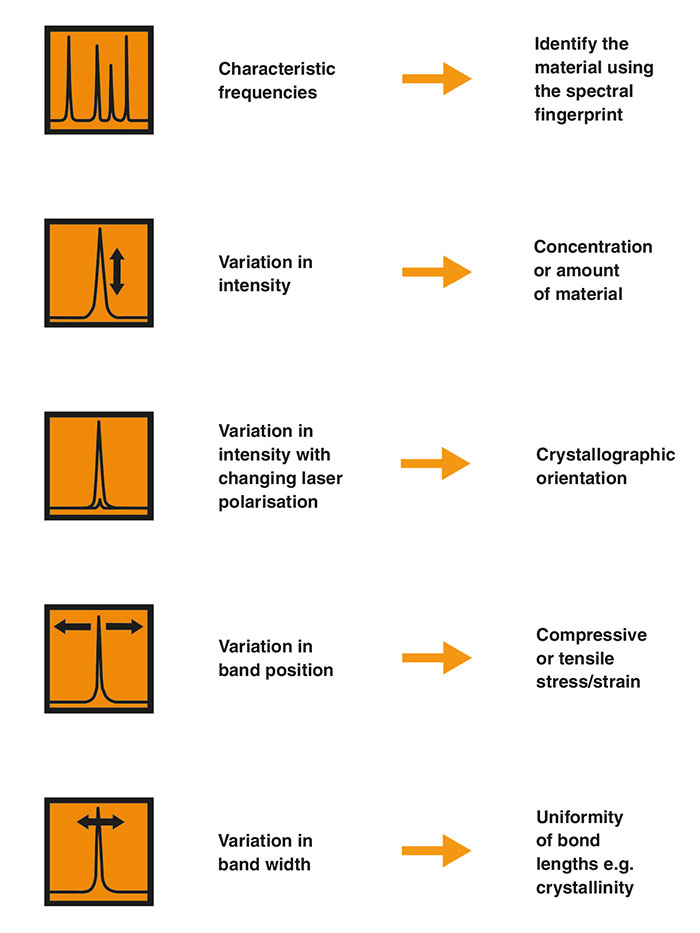 Characteristic
frequencies
Identify the
material using
the spectral
fingerprint
Variation in
intensity
Concentration
or amount
of material
Variation in
intensity with
changing laser
polarisation
Crystallographic
orientation
Variation in
band position
Compressive
or tensile
stress/strain
Variation in
band width
Uniformity
of bond
lengths e.g.
crystallinity